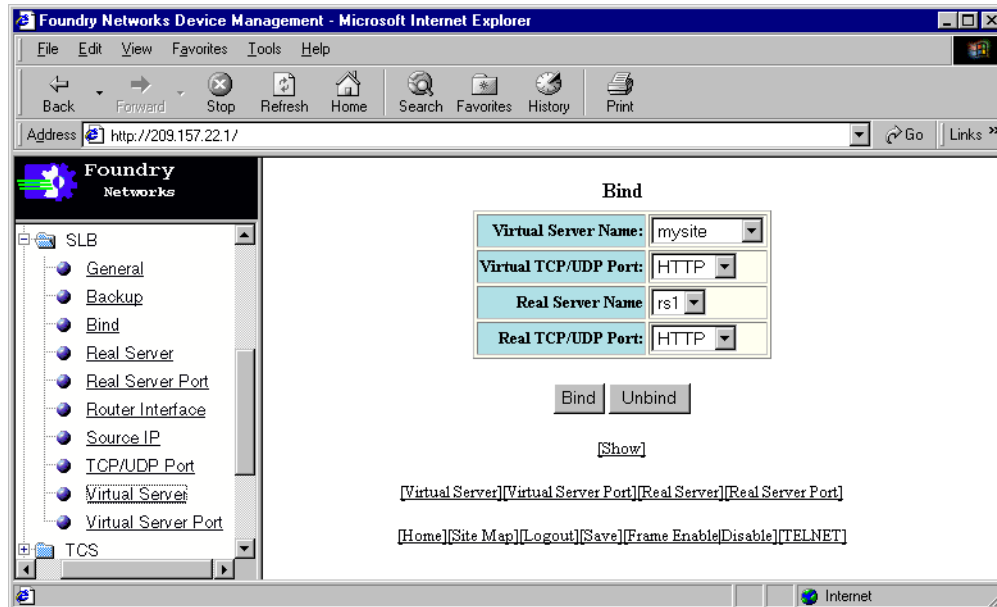 Foundry Networks Device Management - Microsoft Internet Explorer
File Edit View Favorites Tools Help
Back Forward Stop Refresh Home Search Favorites History Print
Address http://209.157.22.1/ Go Links »
Foundry
Networks
SLB
General
Backup
Bind
Real Server
Real Server Port
Router Interface
Source IP
TCP/UDP Port
Virtual Server
Virtual Server Port
TCS
Bind
Virtual Server Name: mysite
Virtual TCP/UDP Port: HTTP
Real Server Name rs1
Real TCP/UDP Port: HTTP
Bind Unbind
[Show]
[Virtual Server][Virtual Server Port][Real Server][Real Server Port]
[Home][Site Map][Logout][Save][Frame Enable|Disable][TELNET]
Internet